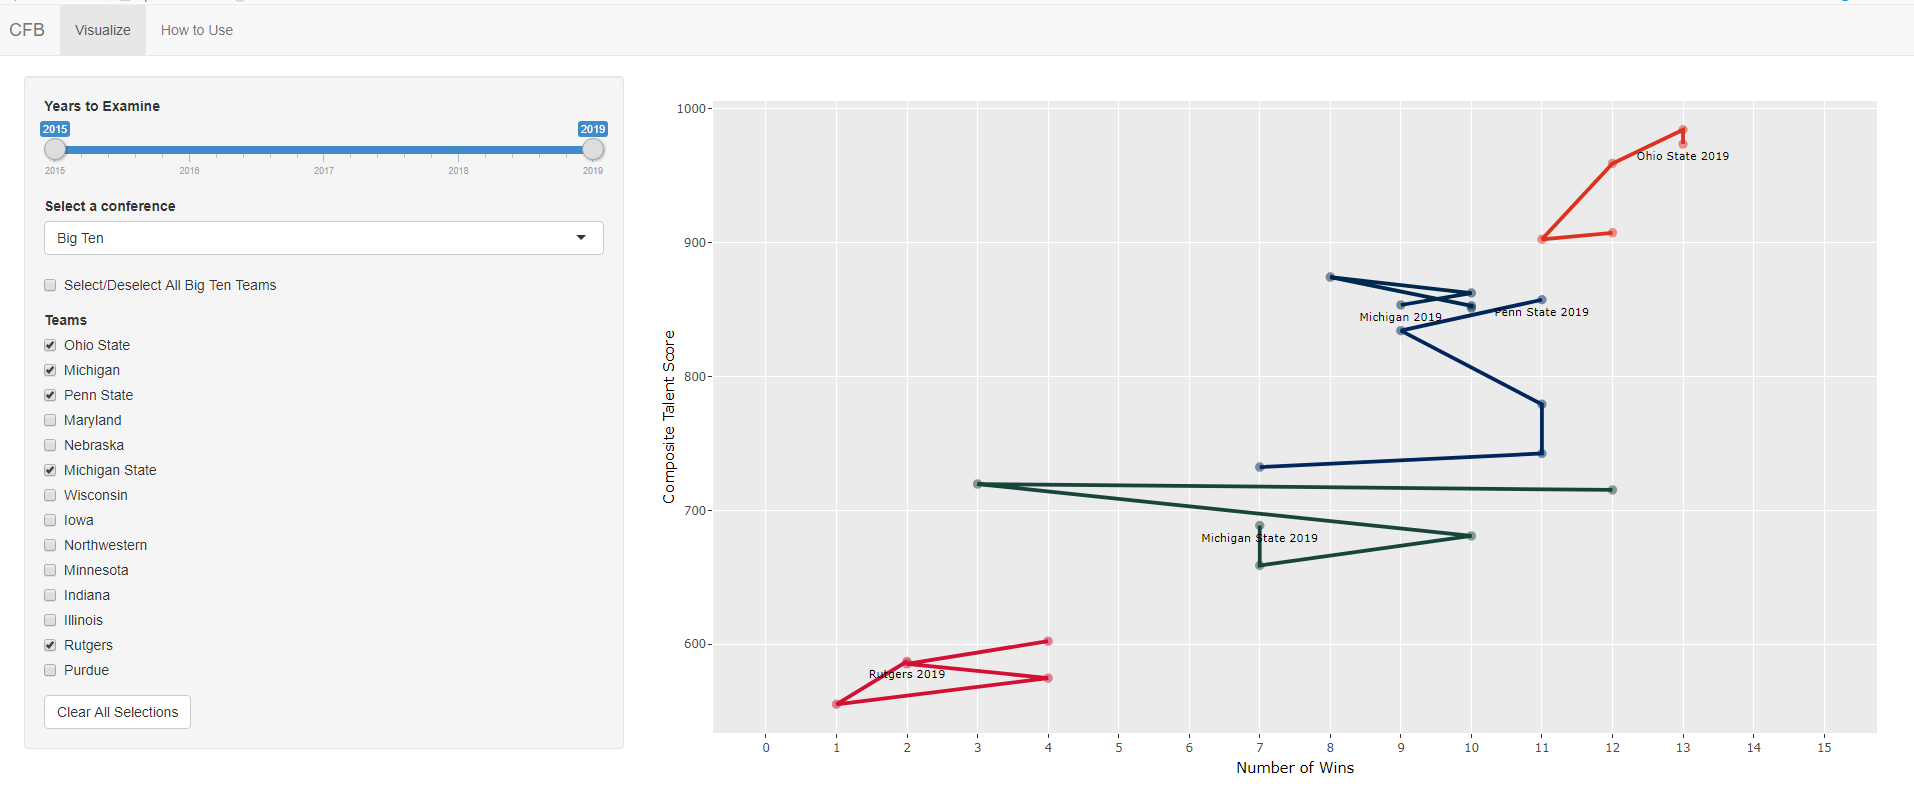 CFB Visualize How to Use
Years to Examine
2015 2019
2015 2016 2017 2018 2019
Select a conference
Big Ten
Select/Deselect All Big Ten Teams
Teams
Ohio State
Michigan
Penn State
Maryland
Nebraska
Michigan State
Wisconsin
Iowa
Northwestern
Minnesota
Indiana
Illinois
Rutgers
Purdue
Clear All Selections
Composite Talent Score
1000
900
800
700
600
Ohio State 2019
Michigan 2019
Penn State 2019
Michigan State 2019
Rutgers 2019
0 1 2 3 4 5 6 7 8 9 10 11 12 13 14 15
Number of Wins